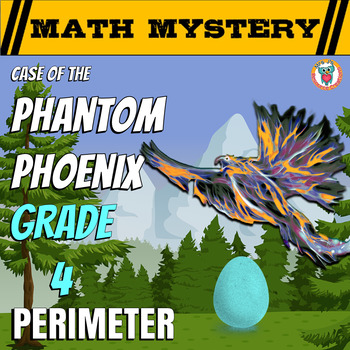 MATH MYSTERY
CASE OF THE
PHANTOM
PHOENIX
GRADE
4
PERIMETER